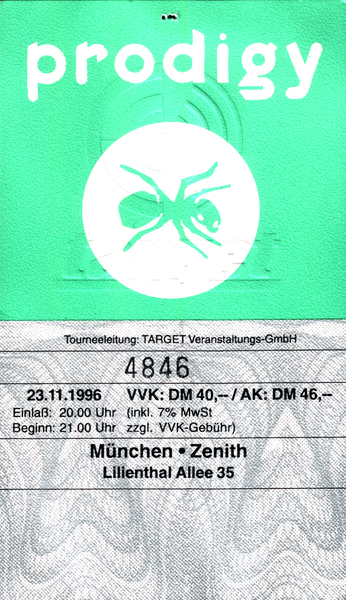 prodigy
Tourneeleitung: TARGET Veranstaltungs-GmbH
4846
23.11.1996 VVK: DM 40,-- / AK: DM 46,--
Einlaß: 20.00 Uhr (inkl. 7% MwSt
Beginn: 21.00 Uhr zzgl. VVK-Gebühr)
München • Zenith
Lilienthal Allee 35